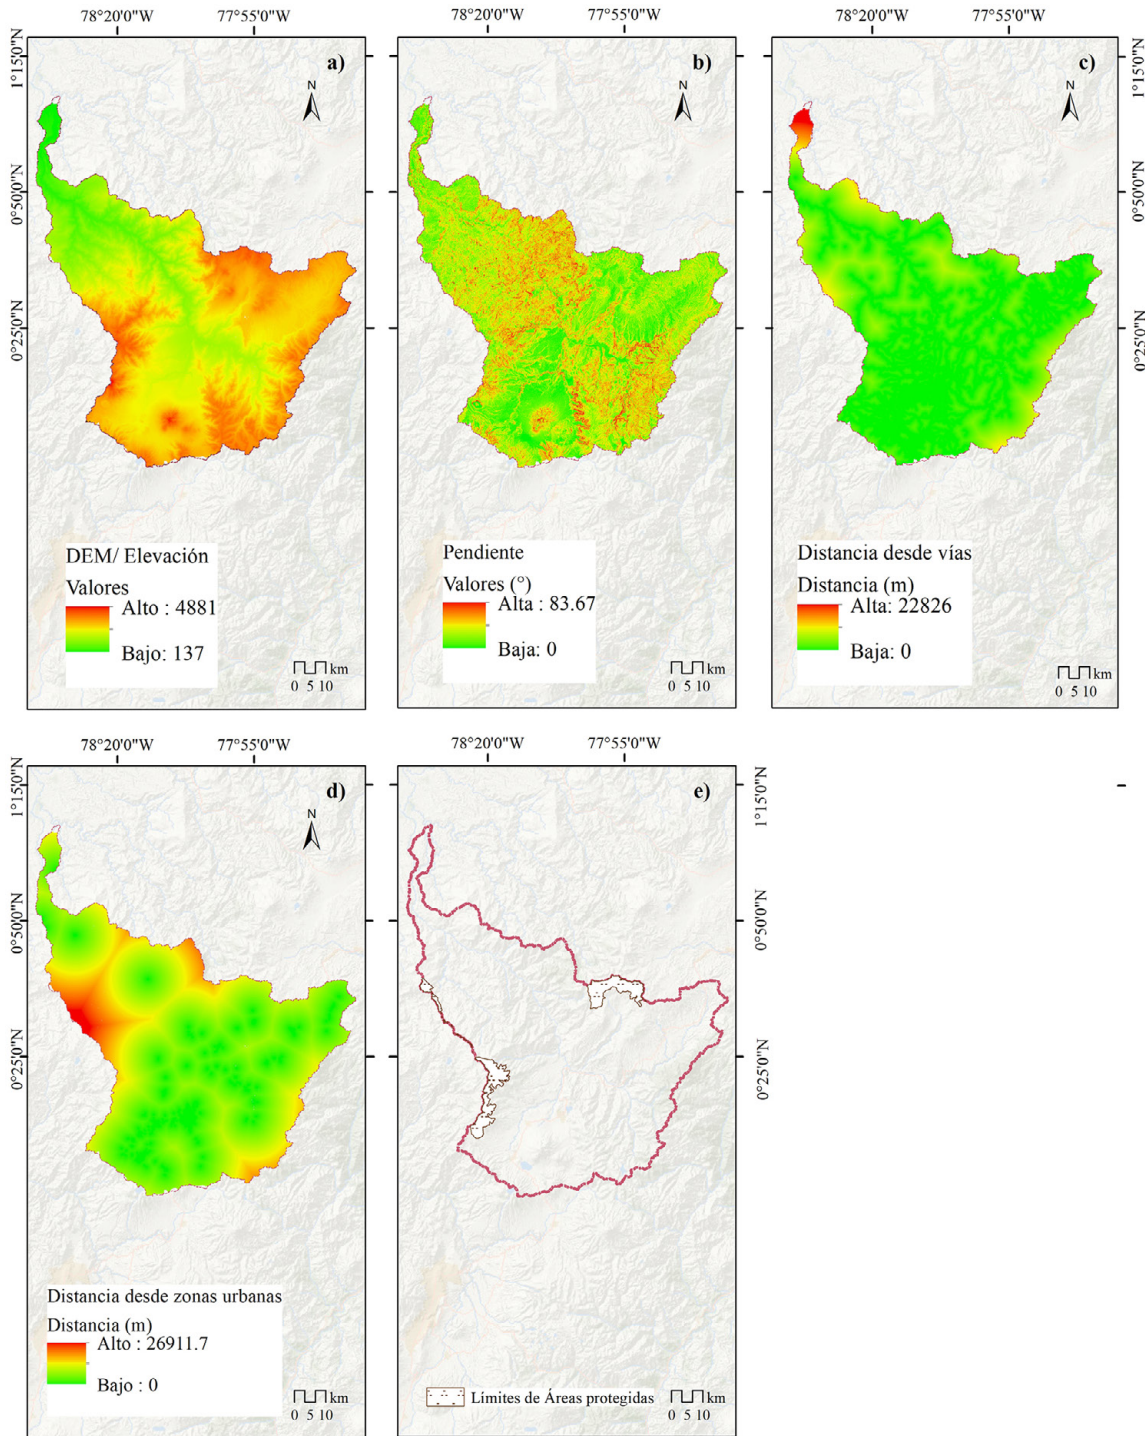 78°20'0"W 77°55'0"W
78°20'0"W 77°55'0"W
78°20'0"W 77°55'0"W
1°15'0"N
0°50'0"N
0°25'0"N
a)
N
DEM/ Elevación
Valores
Alto : 4881
Bajo: 137
km
0 5 10
b)
N
Pendiente
Valores (°)
Alta : 83.67
Baja: 0
km
0 5 10
c)
N
1°15'0"N
0°50'0"N
0°25'0"N
Distancia desde vías
Distancia (m)
Alta: 22826
Baja: 0
km
0 5 10
78°20'0"W 77°55'0"W
78°20'0"W 77°55'0"W
1°15'0"N
0°50'0"N
0°25'0"N
d)
N
Distancia desde zonas urbanas
Distancia (m)
Alto : 26911.7
Bajo : 0
km
0 5 10
e)
1°15'0"N
0°50'0"N
0°25'0"N
Límites de Áreas protegidas
km
0 5 10